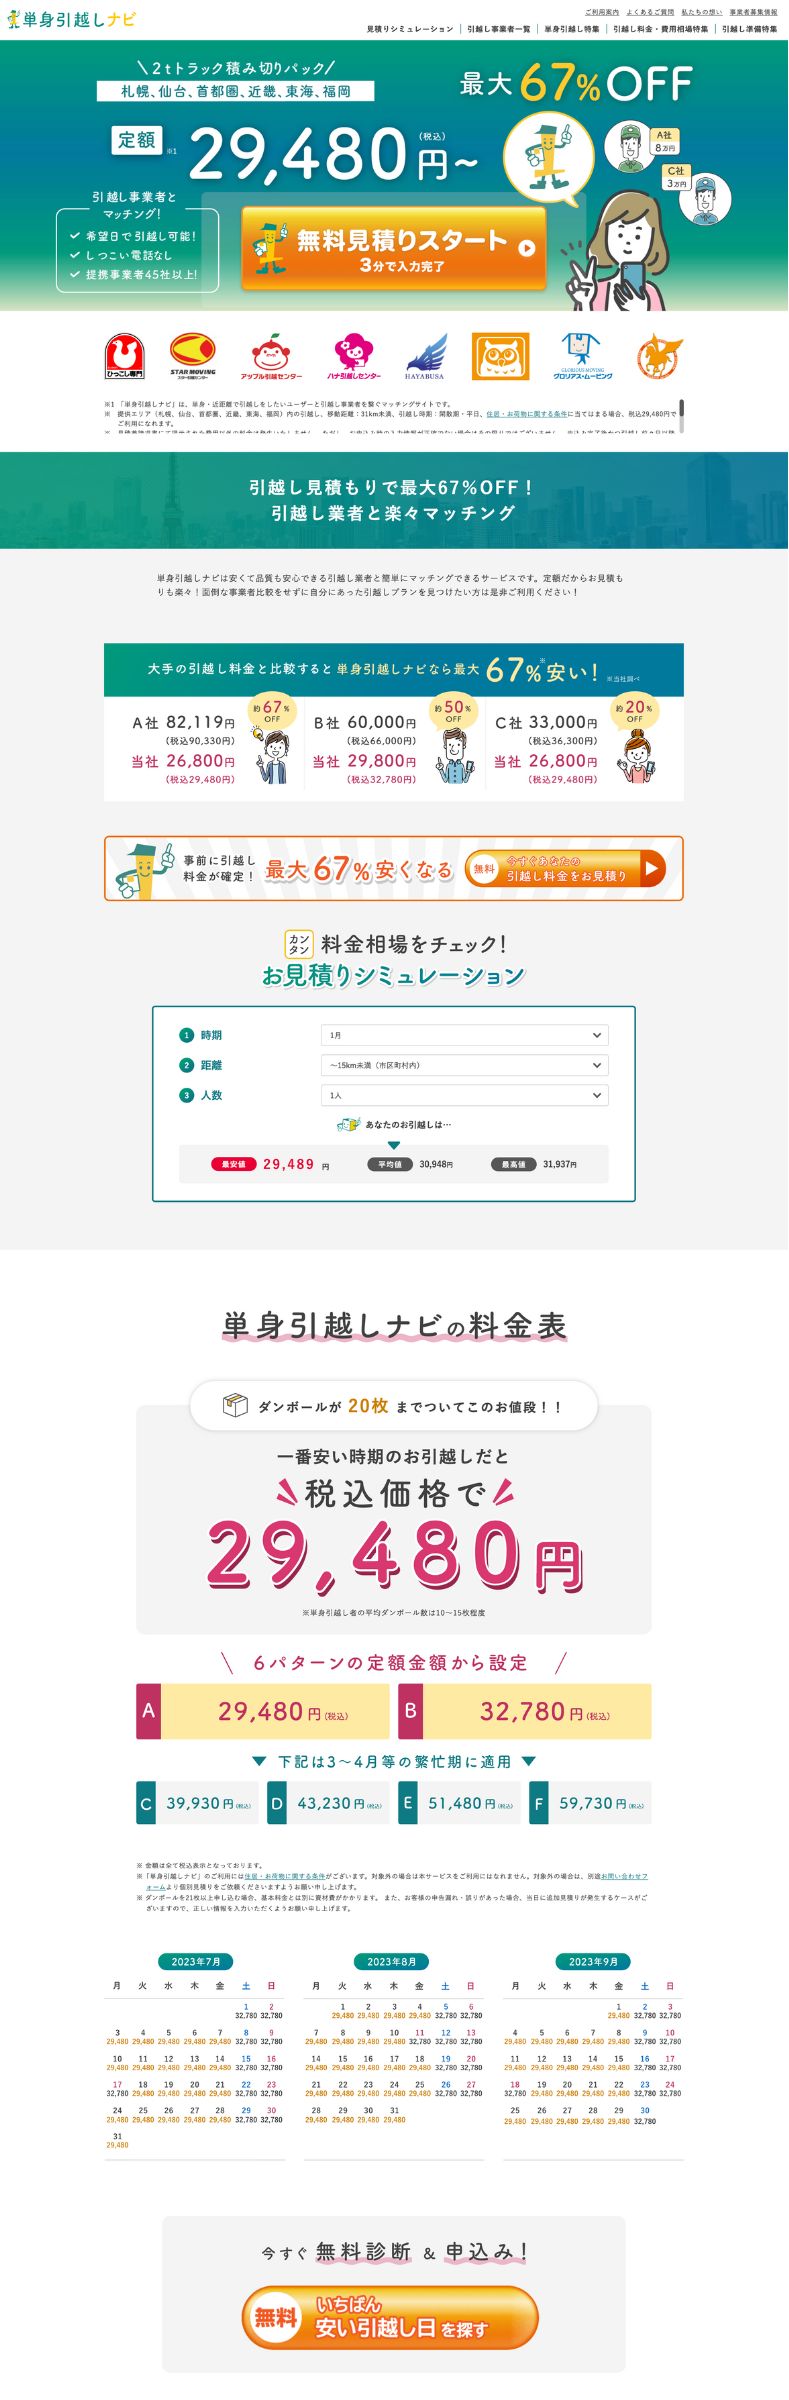 単身引越しナビ
ご利用案内 よくあるご質問 私たちの想い 事業者募集情報
見積りシミュレーション 引越し事業者一覧 単身引越し特集 引越し料金・費用相場特集 引越し準備特集
2tトラック積み切りパック
札幌、仙台、首都圏、近畿、東海、福岡
最大67%OFF
定額 ※1 29,480円～ (税込)
A社 8万円
C社 3万円
引越し事業者と
マッチング!
希望日で引越し可能!
しつこい電話なし
提携事業者45社以上!
無料見積りスタート
3分で入力完了
ひっこし専門
STAR MOVING
スター引越センター
アップル引越センター
ハナ引越しセンター
HAYABUSA
GLORIOUS MOVING
グロリアス・ムービング
※1 「単身引越しナビ」は、単身・近距離で引越しをしたいユーザーと引越し事業者を繋ぐマッチングサイトです。
※ 提供エリア（札幌、仙台、首都圏、近畿、東海、福岡）内の引越し、移動距離：31km未満、引越し時期：閑散期・平日、住居・お荷物に関する条件に当てはまる場合、税込29,480円で
ご利用になれます。
引越し見積もりで最大67%OFF！
引越し業者と楽々マッチング
単身引越しナビは安くて品質も安心できる引越し業者と簡単にマッチングできるサービスです。定額だからお見積も
りも楽々！面倒な事業者比較をせずに自分にあった引越しプランを見つけたい方は是非ご利用ください！
大手の引越し料金と比較すると 単身引越しナビなら最大 67%※安い! ※当社調べ
A社 82,119円
(税込90,330円)
当社 26,800円
(税込29,480円)
約67%
OFF
B社 60,000円
(税込66,000円)
当社 29,800円
(税込32,780円)
約50%
OFF
C社 33,000円
(税込36,300円)
当社 26,800円
(税込29,480円)
約20%
OFF
事前に引越し
料金が確定！
最大67%安くなる
無料
今すぐあなたの
引越し料金をお見積り
カンタン 料金相場をチェック!
お見積りシミュレーション
1 時期 1月
2 距離 ～15km未満（市区町村内）
3 人数 1人
あなたのお引越しは…
最安値 29,489 円 平均値 30,948円 最高値 31,937円
単身引越しナビの料金表
ダンボールが 20枚 までついてこのお値段！！
一番安い時期のお引越しだと
税込価格で
29,480円
※単身引越し者の平均ダンボール数は10～15枚程度
6パターンの定額金額から設定
A 29,480円(税込)
B 32,780円(税込)
▼ 下記は3～4月等の繁忙期に適用 ▼
C 39,930円(税込)
D 43,230円(税込)
E 51,480円(税込)
F 59,730円(税込)
※ 金額は全て税込表示となっております。
※「単身引越しナビ」のご利用には住居・お荷物に関する条件がございます。対象外の場合は本サービスをご利用にはなれません。対象外の場合は、別途お問い合わせフ
ォームより個別見積りをご依頼くださいますようお願い申し上げます。
※ ダンボールを21枚以上申し込む場合、基本料金とは別に資材費がかかります。 また、お客様の申告漏れ・誤りがあった場合、当日に追加見積りが発生するケースがご
ざいますので、正しい情報を入力いただくようお願い申し上げます。
2023年7月
月 火 水 木 金 土 日
1 2
32,780 32,780
3 4 5 6 7 8 9
29,480 29,480 29,480 29,480 29,480 32,780 32,780
10 11 12 13 14 15 16
29,480 29,480 29,480 29,480 29,480 32,780 32,780
17 18 19 20 21 22 23
32,780 29,480 29,480 29,480 29,480 32,780 32,780
24 25 26 27 28 29 30
29,480 29,480 29,480 29,480 29,480 32,780 32,780
31
29,480
2023年8月
月 火 水 木 金 土 日
1 2 3 4 5 6
29,480 29,480 29,480 29,480 32,780 32,780
7 8 9 10 11 12 13
29,480 29,480 29,480 29,480 32,780 32,780 32,780
14 15 16 17 18 19 20
29,480 29,480 29,480 29,480 29,480 32,780 32,780
21 22 23 24 25 26 27
29,480 29,480 29,480 29,480 29,480 32,780 32,780
28 29 30 31
29,480 29,480 29,480 29,480
2023年9月
月 火 水 木 金 土 日
1 2 3
29,480 32,780 32,780
4 5 6 7 8 9 10
29,480 29,480 29,480 29,480 29,480 32,780 32,780
11 12 13 14 15 16 17
29,480 29,480 29,480 29,480 29,480 32,780 32,780
18 19 20 21 22 23 24
32,780 29,480 29,480 29,480 29,480 32,780 32,780
25 26 27 28 29 30
29,480 29,480 29,480 29,480 29,480 32,780
今すぐ 無料診断 & 申込み!
無料
いちばん
安い引越し日を探す